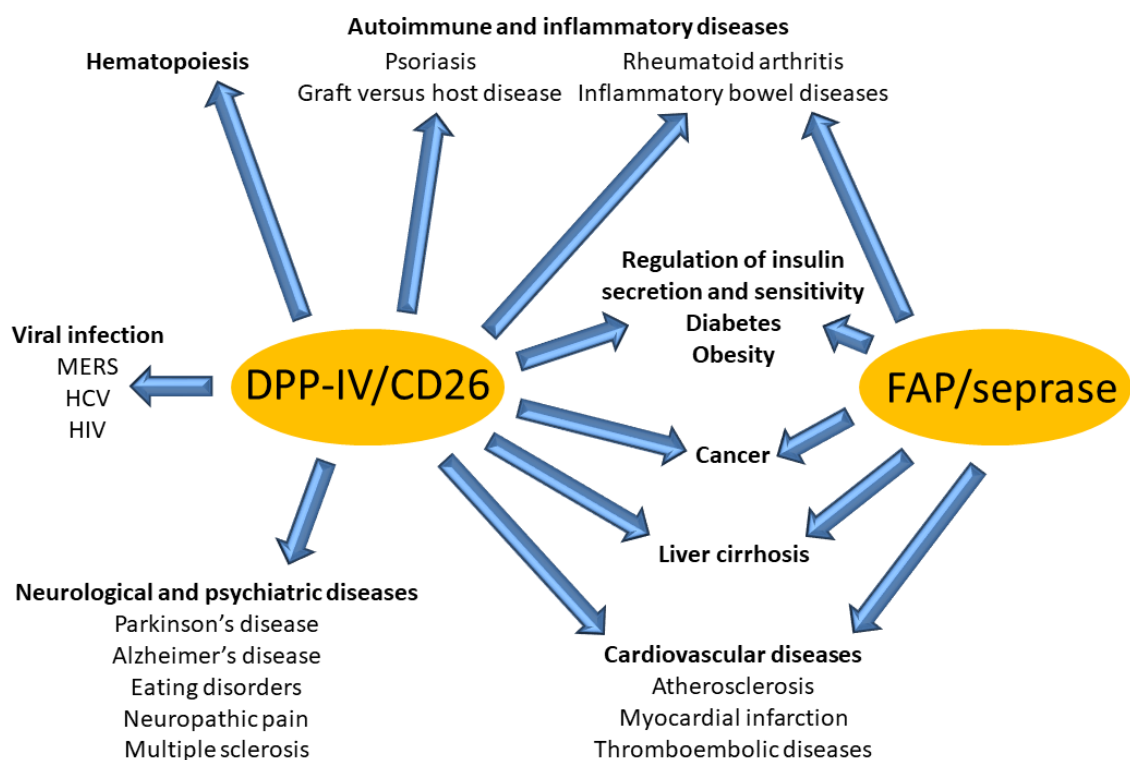 Autoimmune and inflammatory diseases
Hematopoiesis
Psoriasis
Graft versus host disease
Rheumatoid arthritis
Inflammatory bowel diseases
Regulation of insulin
secretion and sensitivity
Diabetes
Obesity
Viral infection
MERS
HCV
HIV
DPP-IV/CD26
FAP/seprase
Cancer
Liver cirrhosis
Neurological and psychiatric diseases
Parkinson’s disease
Alzheimer’s disease
Eating disorders
Neuropathic pain
Multiple sclerosis
Cardiovascular diseases
Atherosclerosis
Myocardial infarction
Thromboembolic diseases